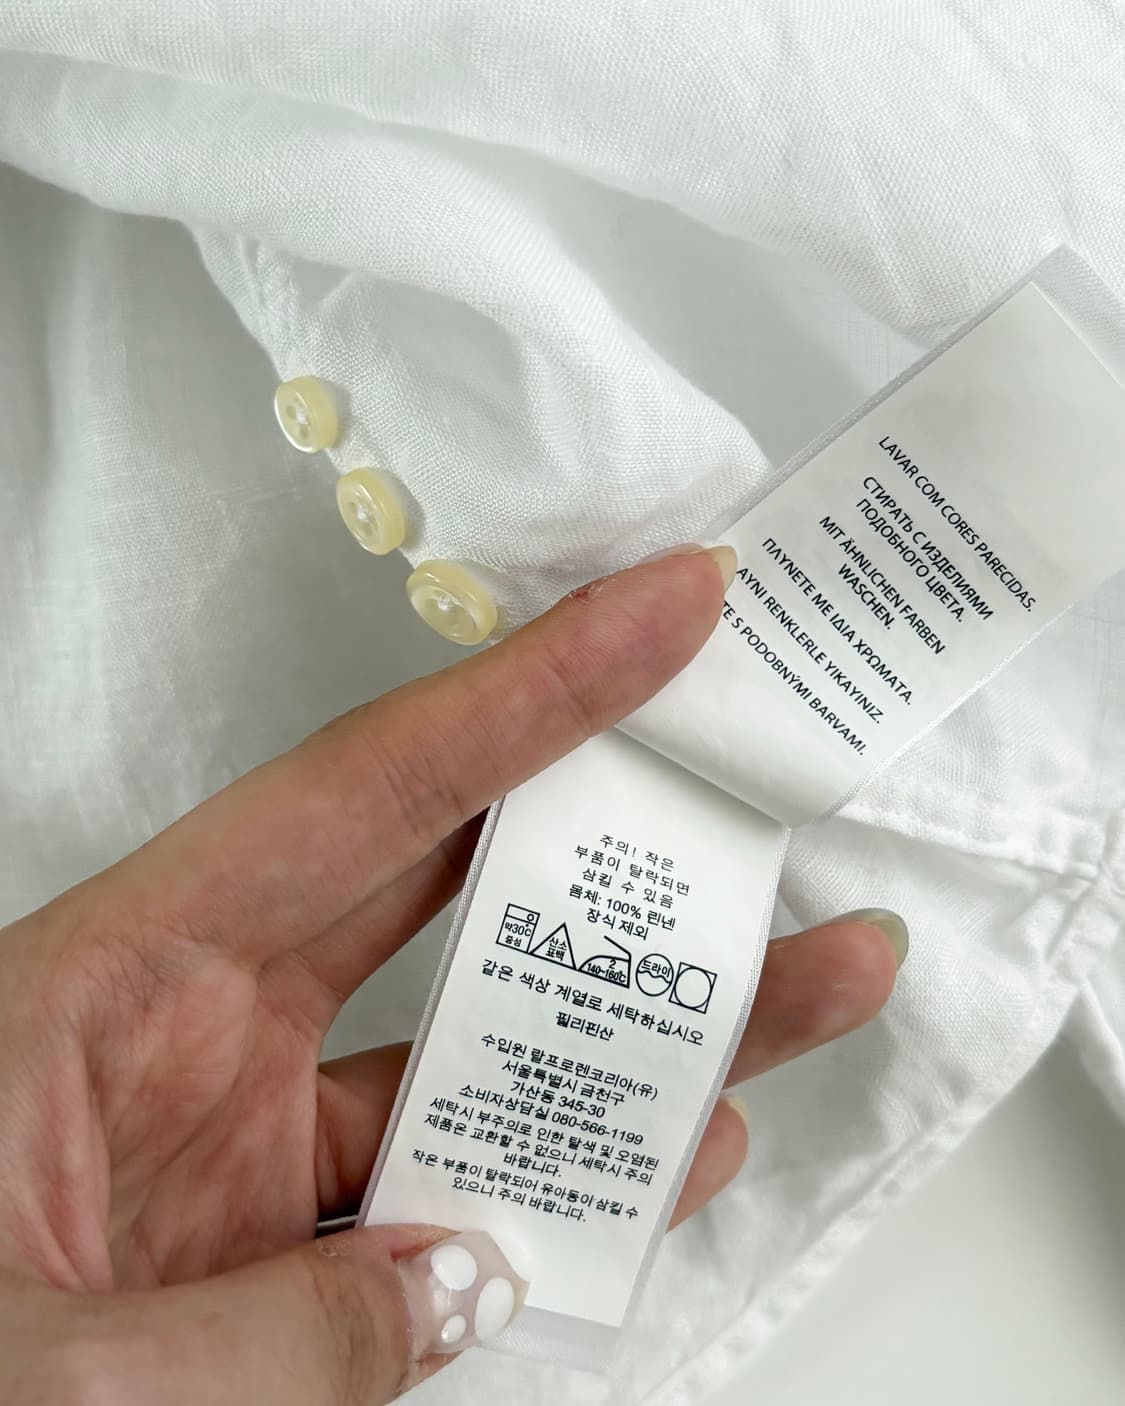 LAVAR COM CORES PARECIDAS.
СТИРАТЬ С ИЗДЕЛИЯМИ
ПОДОБНОГО ЦВЕТА.
MIT ÄHNLICHEN FARBEN
WASCHEN.
ΠΛΥΝΕΤΕ ΜΕ ΙΔΙΑ ΧΡΩΜΑΤΑ.
AYNI RENKLERLE YIKAYINIZ.
S PODOBNÝMI BARVAMI.
주의! 작은
부품이 탈락되면
삼킬 수 있음
몸체: 100% 린넨
장식 제외
약30℃
중성
산소
표백
2
140~160℃
드라이
같은 색상 계열로 세탁하십시오
필리핀산
수입원 랄프로렌코리아(유)
서울특별시 금천구
가산동 345-30
소비자상담실 080-566-1199
세탁시 부주의로 인한 탈색 및 오염된
제품은 교환할 수 없으니 세탁시 주의
바랍니다.
작은 부품이 탈락되어 유아동이 삼킬 수
있으니 주의 바랍니다.